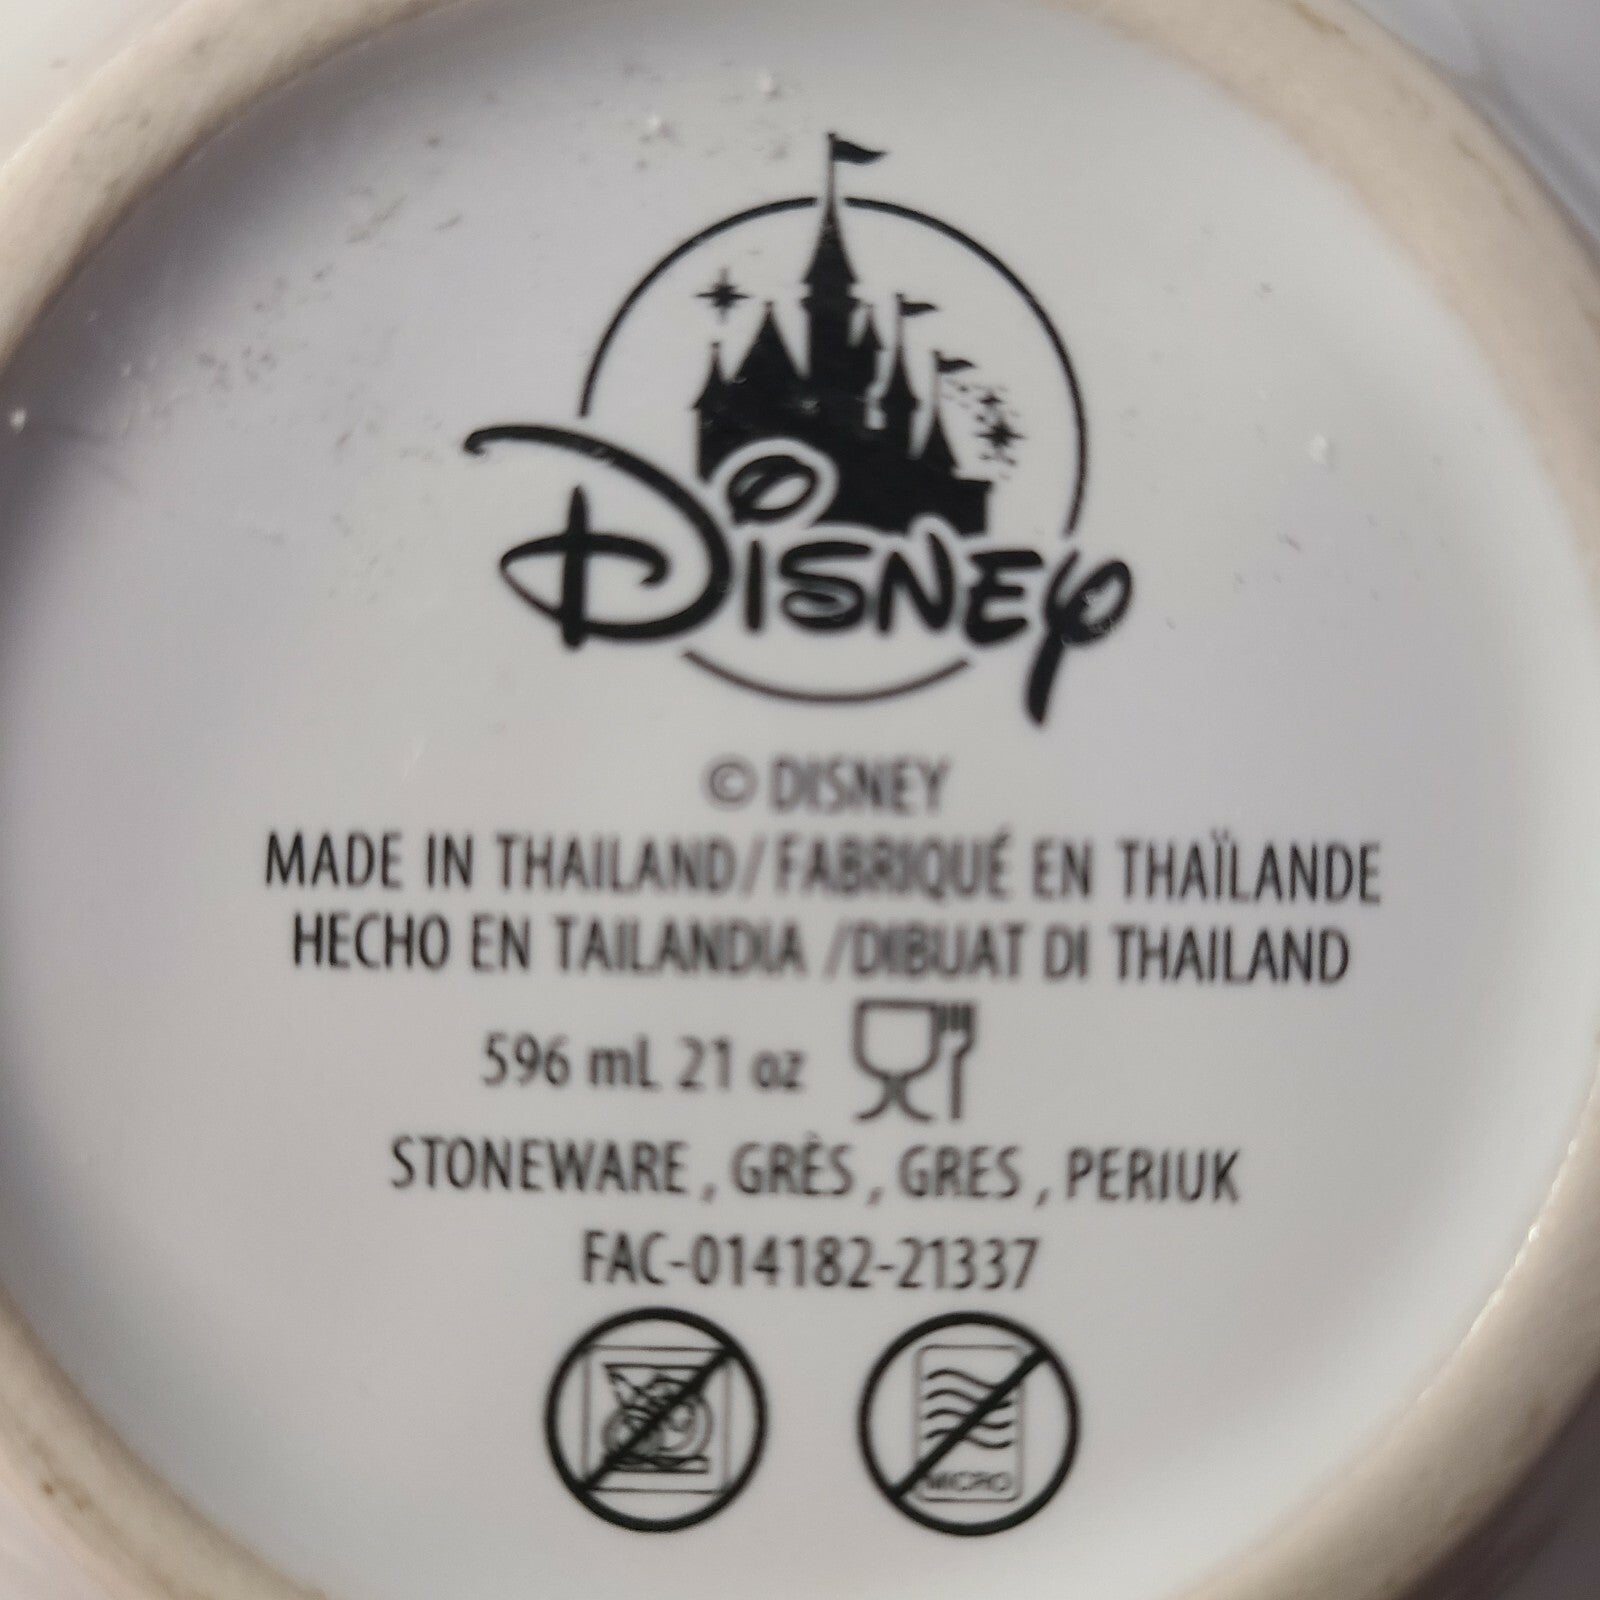 DISNEY
© DISNEY
MADE IN THAILAND/FABRIQUÉ EN THAÏLANDE
HECHO EN TAILANDIA /DIBUAT DI THAILAND
596 mL 21 oz
STONEWARE , GRÈS , GRES , PERIUK
FAC-014182-21337
MICRO